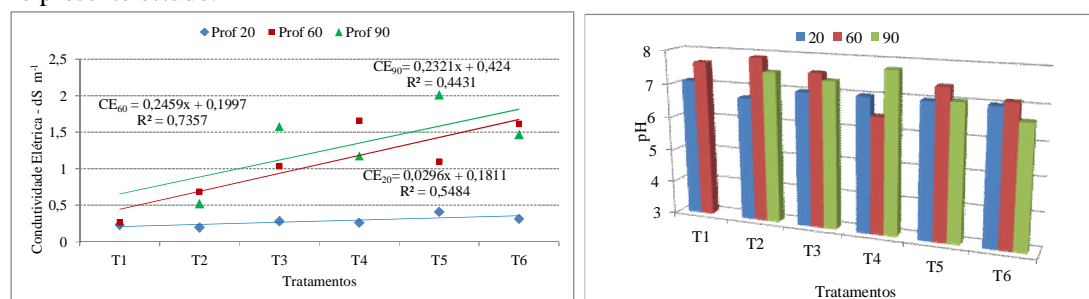 no presente estudo.
Prof 20 Prof 60 Prof 90
Condutividade Elétrica - dS m-1
2,5
2
1,5
1
0,5
0
CE60 = 0,2459x + 0,1997
R² = 0,7357
CE90= 0,2321x + 0,424
R² = 0,4431
CE20= 0,0296x + 0,1811
R² = 0,5484
T1 T2 T3 T4 T5 T6
Tratamentos
20 60 90
pH
8
7
6
5
4
3
T1 T2 T3 T4 T5 T6
Tratamentos